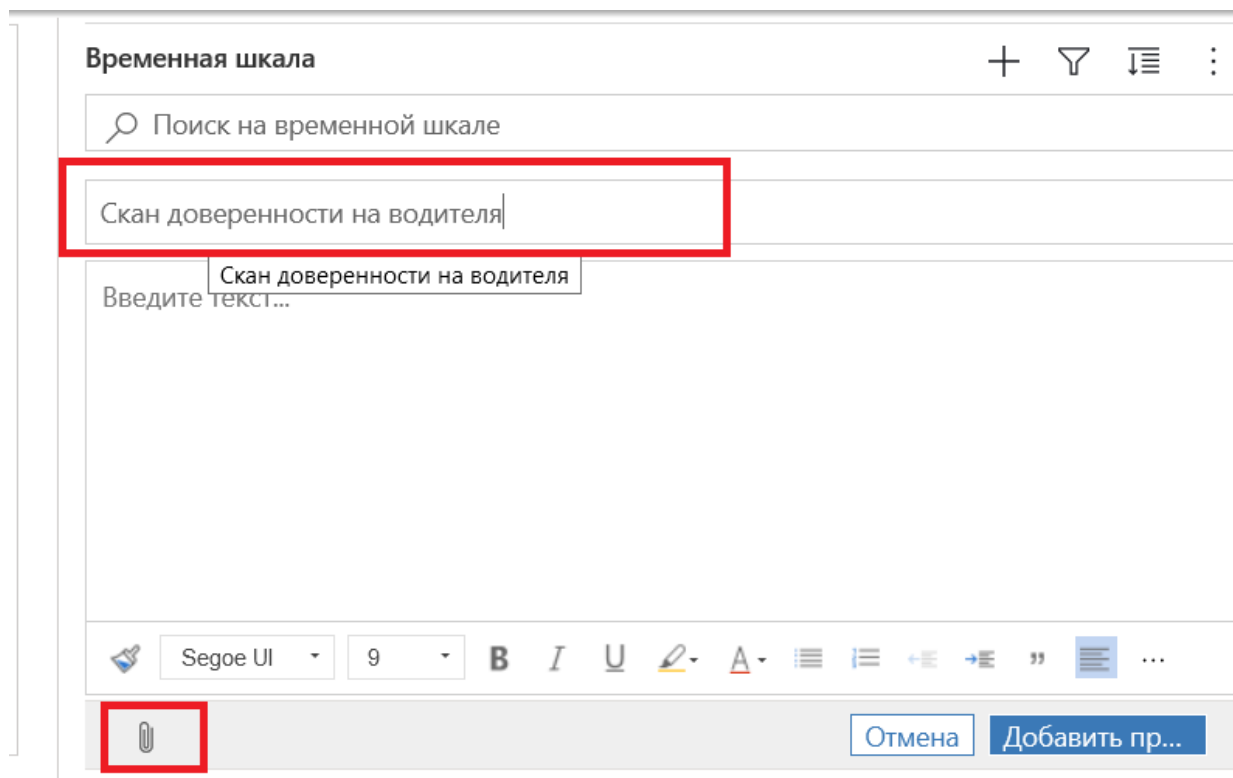 Временная шкала
Поиск на временной шкале
Скан доверенности на водителя
Скан доверенности на водителя
Введите текст...
Segoe UI 9 B I U A
Отмена Добавить пр...